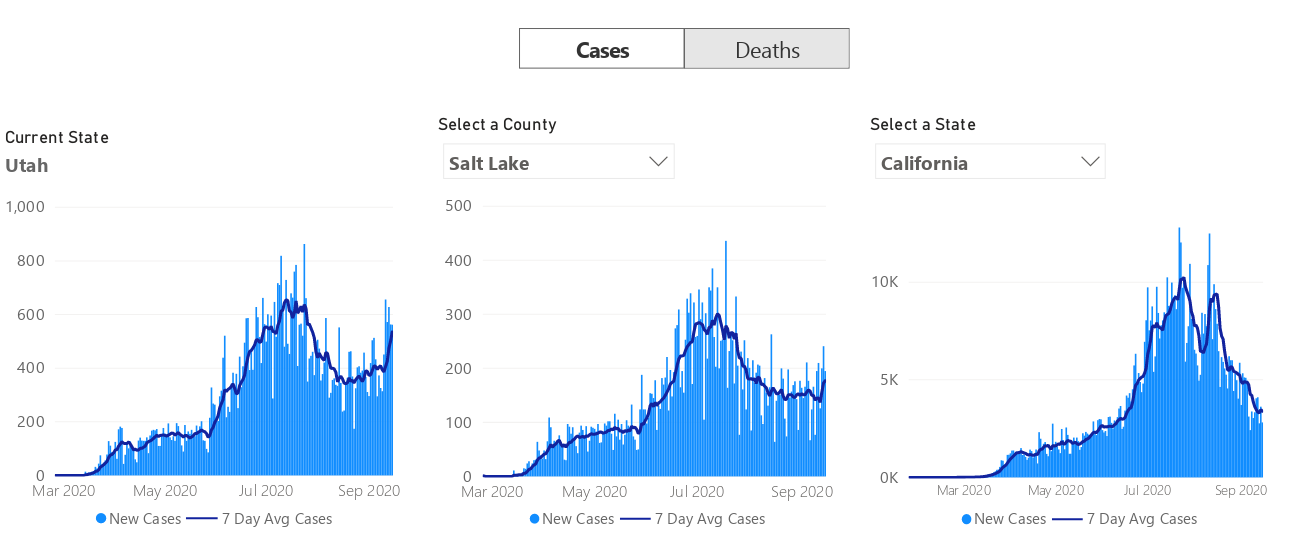 Cases Deaths
Current State
Utah
1,000
800
600
400
200
0
Mar 2020 May 2020 Jul 2020 Sep 2020
New Cases 7 Day Avg Cases
Select a County
Salt Lake
500
400
300
200
100
0
Mar 2020 May 2020 Jul 2020 Sep 2020
New Cases 7 Day Avg Cases
Select a State
California
10K
5K
0K
Mar 2020 May 2020 Jul 2020 Sep 2020
New Cases 7 Day Avg Cases